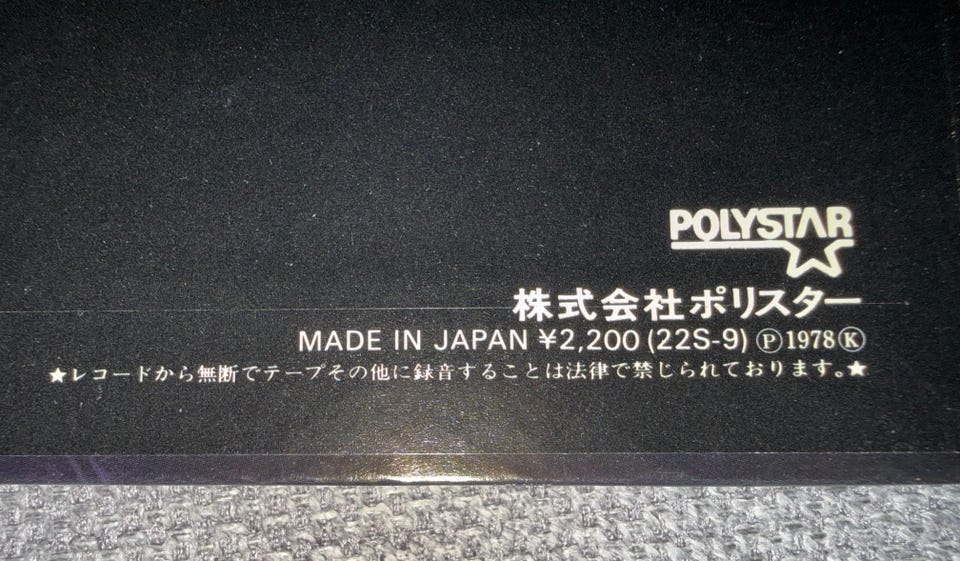 POLYSTAR
株式会社ポリスター
MADE IN JAPAN ¥2,200 (22S-9) Ⓟ1978Ⓚ
★レコードから無断でテープその他に録音することは法律で禁じられております。★